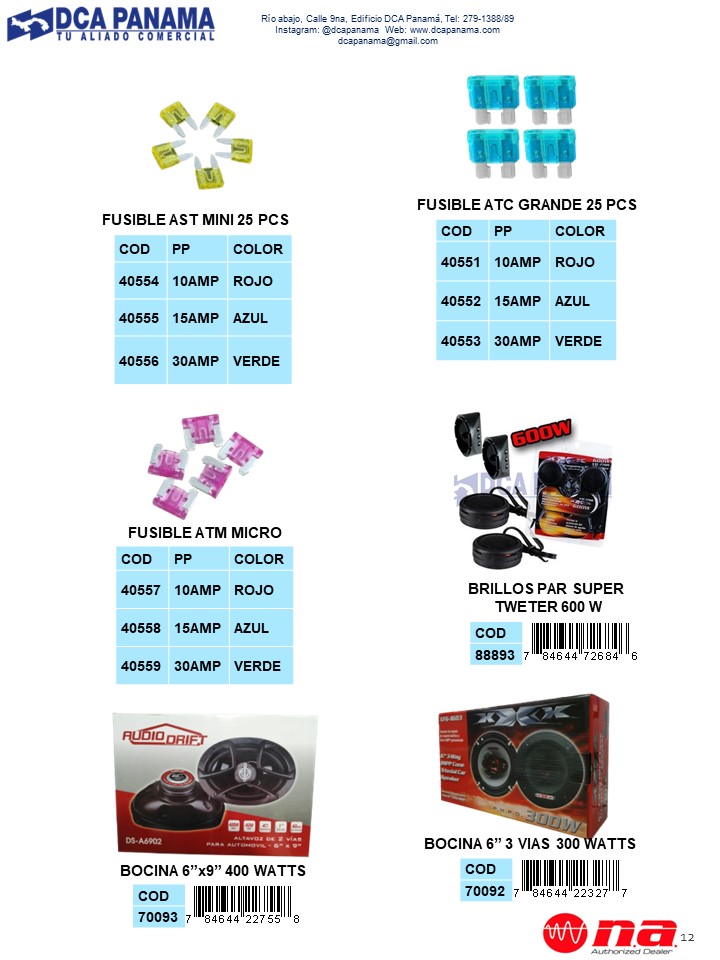 DCA PANAMA
TU ALIADO COMERCIAL
Río abajo, Calle 9na, Edificio DCA Panamá, Tel: 279-1388/89
Instagram: @dcapanama Web: www.dcapanama.com
dcapanama@gmail.com
FUSIBLE AST MINI 25 PCS
COD PP COLOR
40554 10AMP ROJO
40555 15AMP AZUL
40556 30AMP VERDE
FUSIBLE ATC GRANDE 25 PCS
COD PP COLOR
40551 10AMP ROJO
40552 15AMP AZUL
40553 30AMP VERDE
FUSIBLE ATM MICRO
COD PP COLOR
40557 10AMP ROJO
40558 15AMP AZUL
40559 30AMP VERDE
600W
DCA PAN
600W
BRILLOS PAR SUPER
TWETER 600 W
COD
88893
7 84644 72684 6
AUDIODRIFT
DS-A6902
ALTAVOZ DE 2 VÍAS
PARA AUTOMOVIL - 6" x 9"
BOCINA 6”x9” 400 WATTS
COD
70093
7 84644 22755 8
XXX
300W
BOCINA 6” 3 VIAS 300 WATTS
COD
70092
7 84644 22327 7
n.a.
Authorized Dealer
12